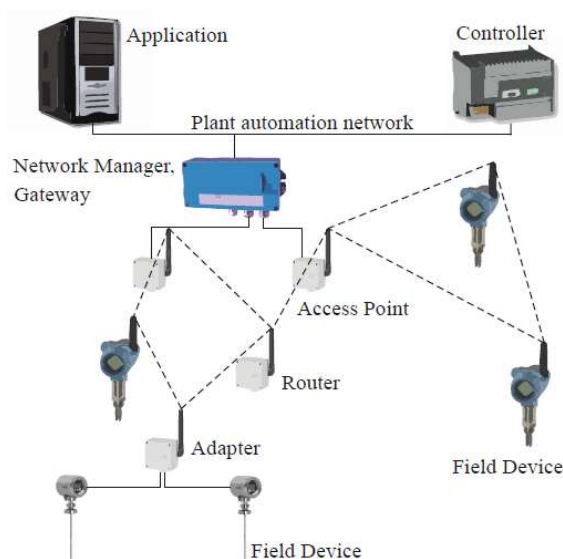 Application
Controller
Plant automation network
Network Manager,
Gateway
Access Point
Router
Adapter
Field Device
Field Device